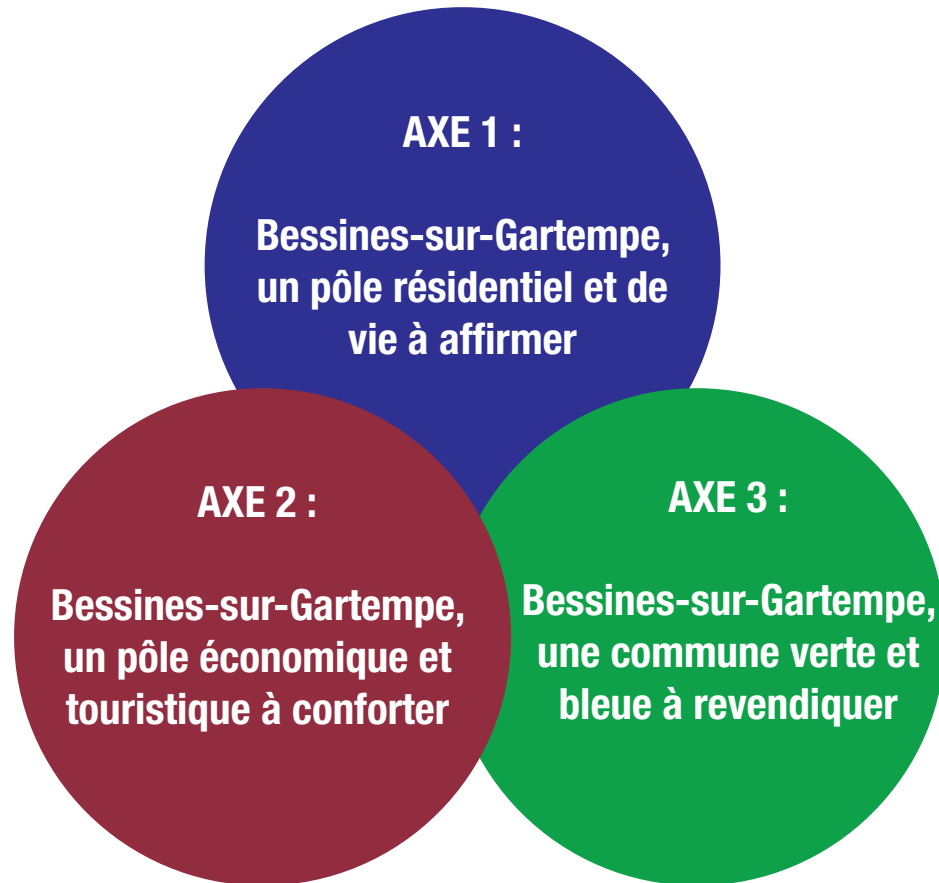 AXE 1 :
Bessines-sur-Gartempe,
un pôle résidentiel et de
vie à affirmer
AXE 2 :
Bessines-sur-Gartempe,
un pôle économique et
touristique à conforter
AXE 3 :
Bessines-sur-Gartempe,
une commune verte et
bleue à revendiquer